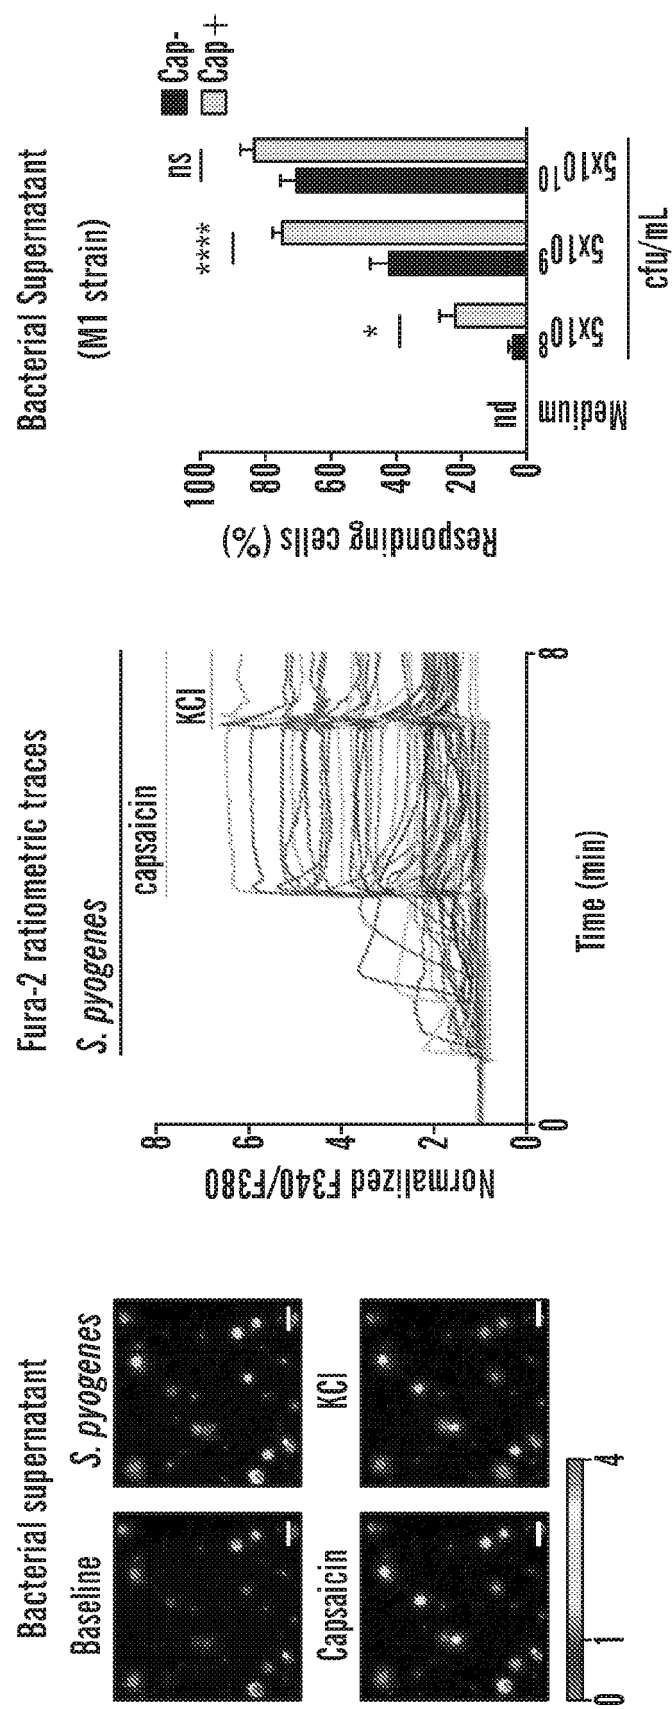 Bacterial supernatant
Baseline
S. pyogenes
Capsaicin
KCl
0
1
4
Fura-2 ratiometric traces
S. pyogenes
capsaicin
KCl
Normalized F340/F380
8
6
4
2
0
0
8
Time (min)
Bacterial Supernatant
(M1 strain)
Cap-
Cap+
Responding cells (%)
100
80
60
40
20
0
nd
*
****
ns
Medium
5x10⁸
5x10⁹
5x10¹⁰
cfu/mL